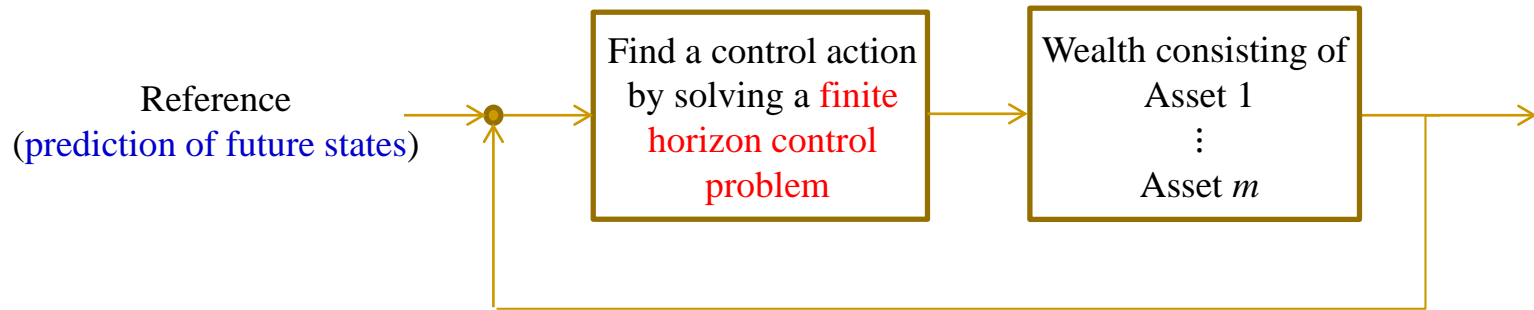 Reference
(prediction of future states)
Find a control action
by solving a finite
horizon control
problem
Wealth consisting of
Asset 1
⋮
Asset m